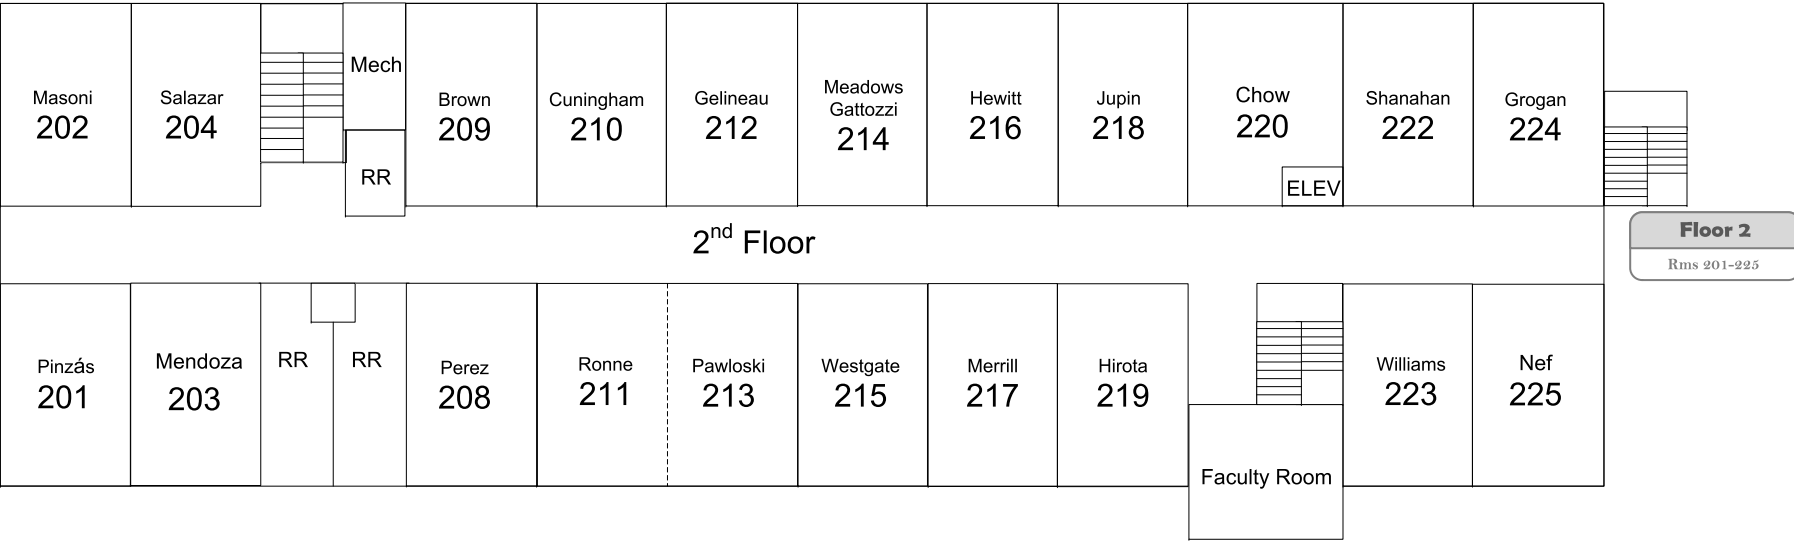 Masoni
202
Salazar
204
Mech
RR
Brown
209
Cuningham
210
Gelineau
212
Meadows
Gattozzi
214
Hewitt
216
Jupin
218
Chow
220
ELEV
Shanahan
222
Grogan
224
2nd Floor
Floor 2
Rms 201-225
Pinzás
201
Mendoza
203
RR
RR
Perez
208
Ronne
211
Pawloski
213
Westgate
215
Merrill
217
Hirota
219
Faculty Room
Williams
223
Nef
225